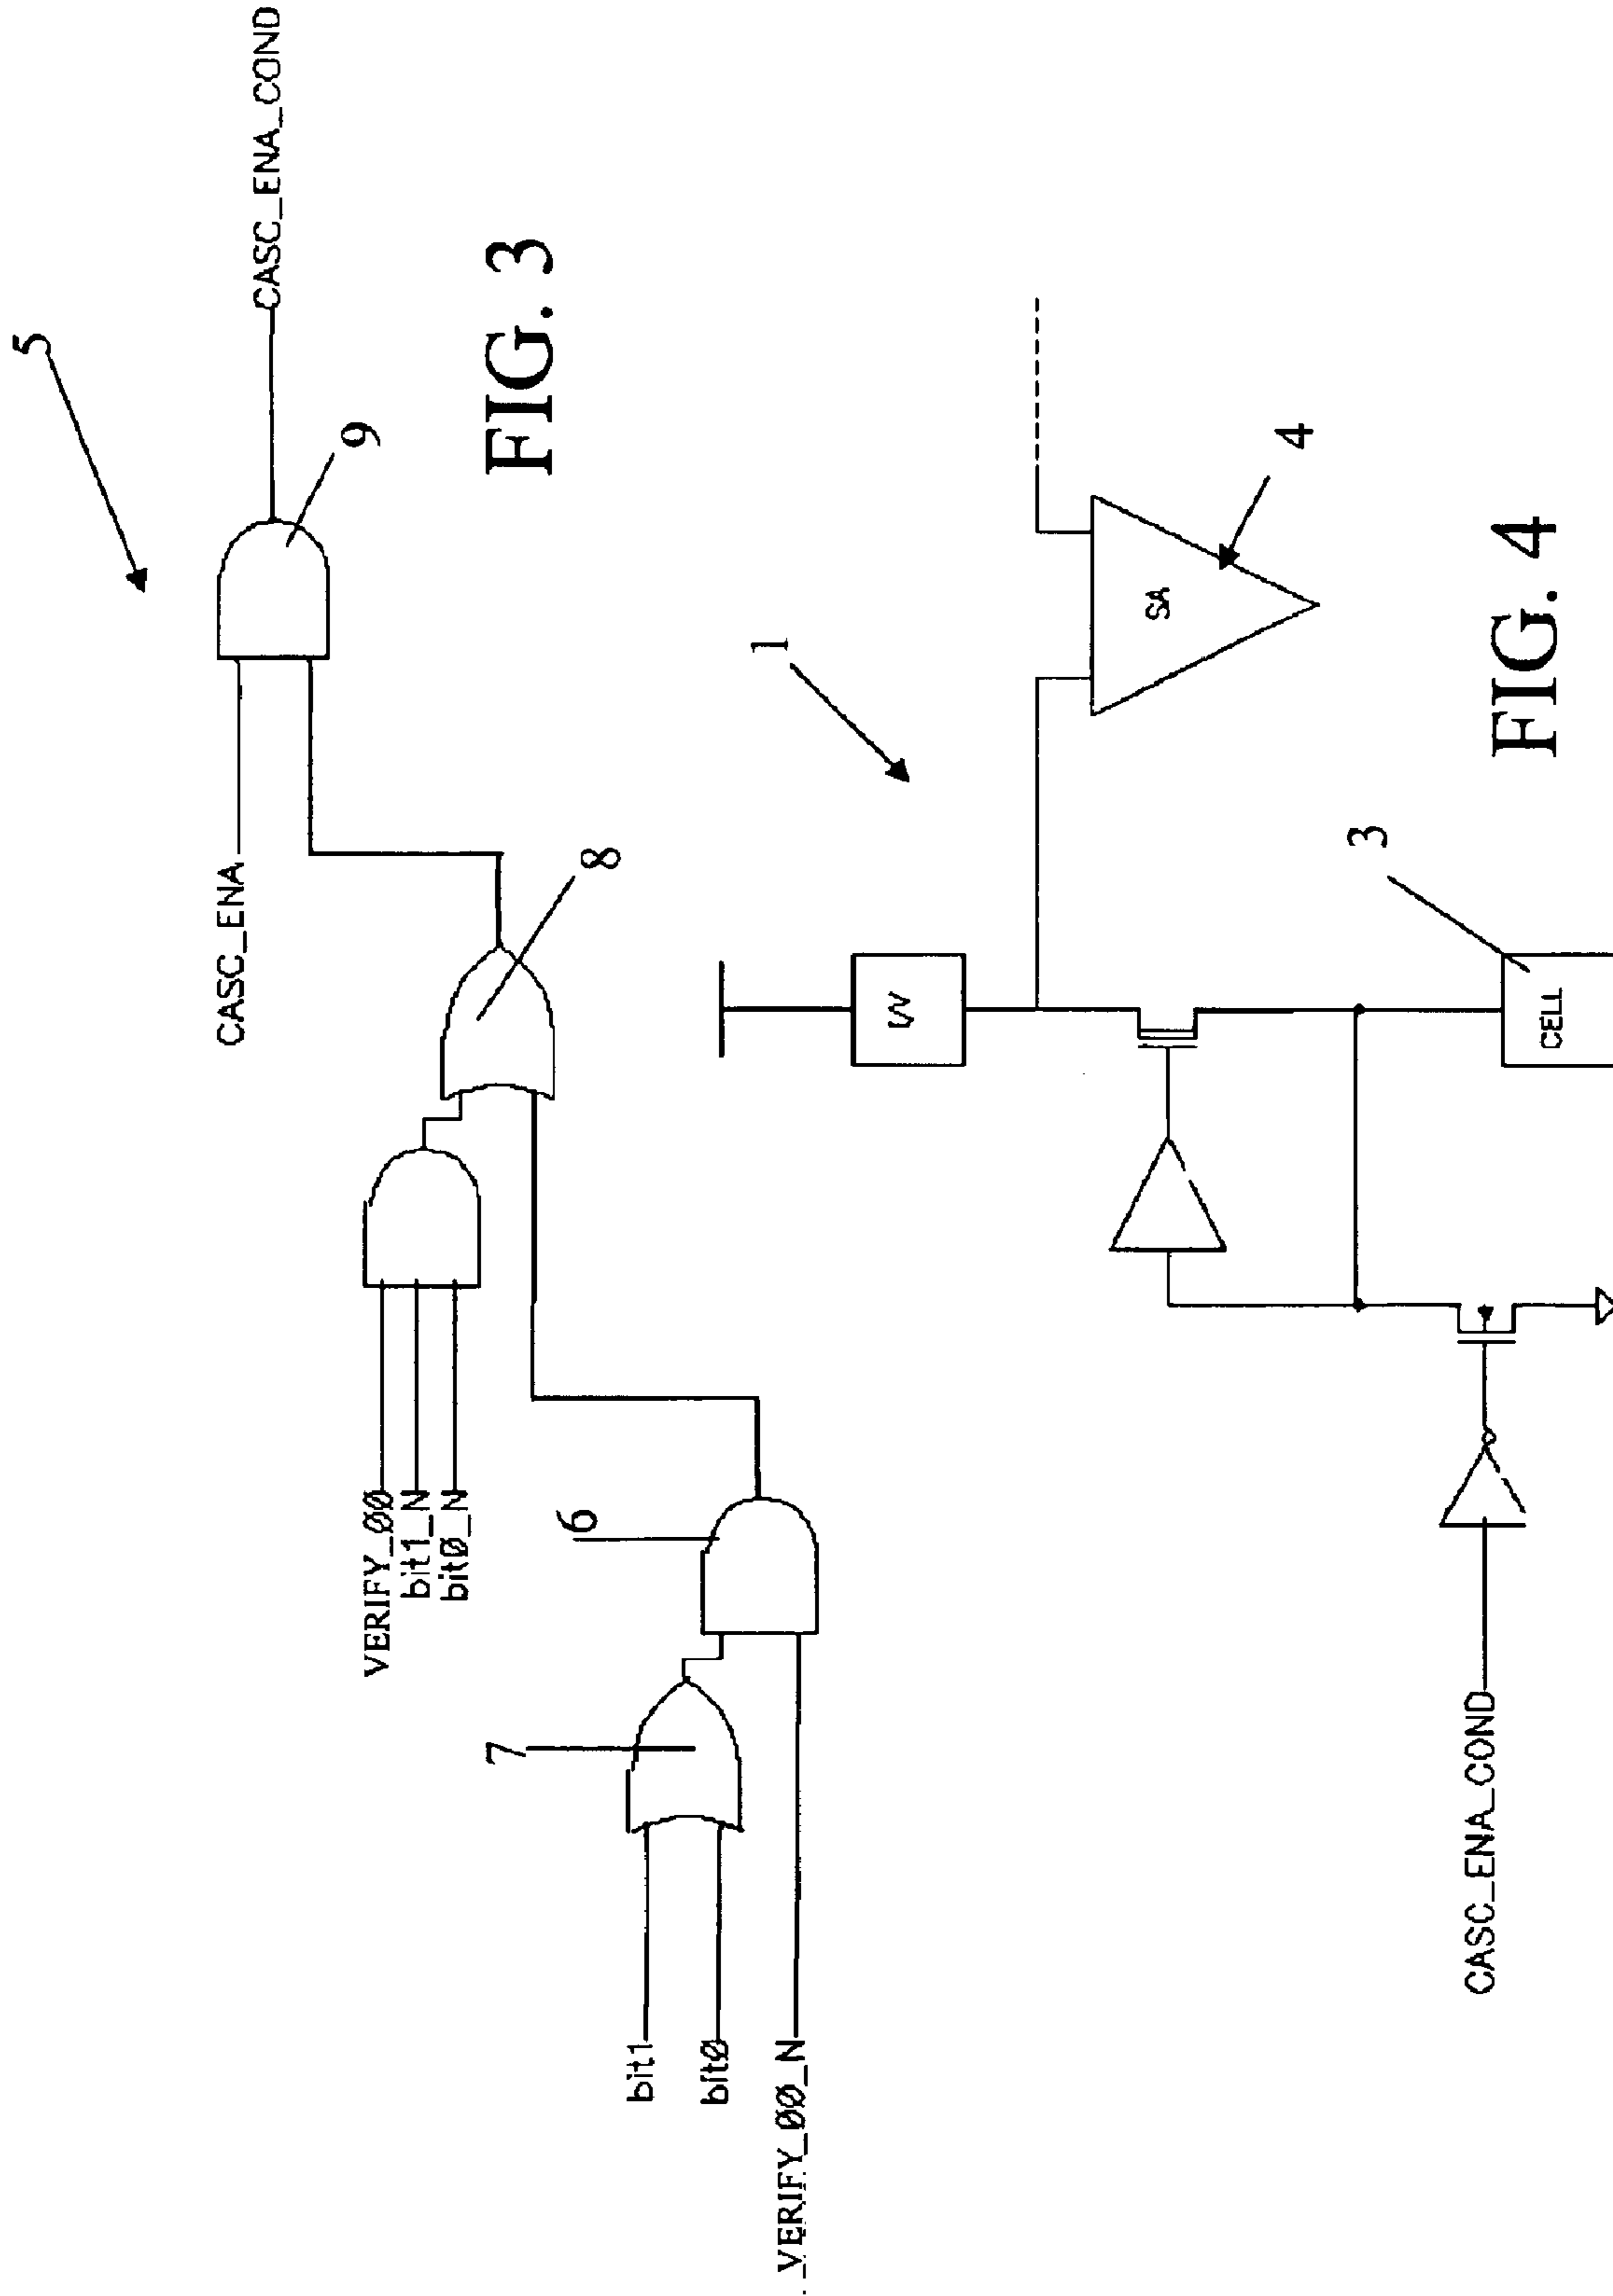 5
CASC_ENA
CASC_ENA_COND
9
8
VERIFY_00
bit1_N
bit0_N
6
7
bit1
bit0
VERIFY_00_N
FIG. 3
1
SA
4
CELL
3
CASC_ENA_COND
FIG. 4